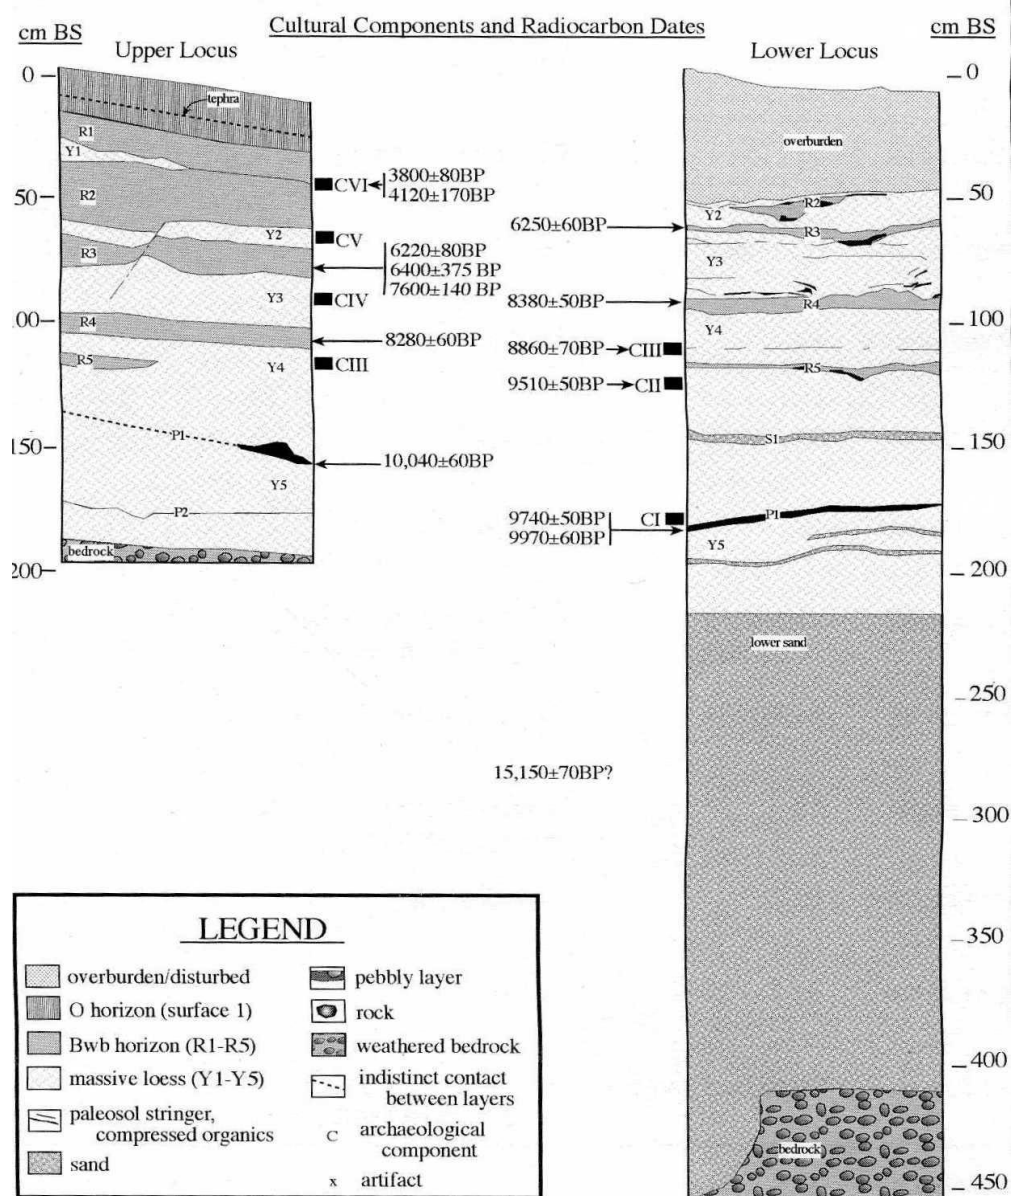 Cultural Components and Radiocarbon Dates
cm BS
Upper Locus
0
tephra
R1
Y1
50
R2
Y2
R3
Y3
00
R4
R5
Y4
P1
150
Y5
P2
bedrock
200
CVI
3800±80BP
4120±170BP
CV
6220±80BP
6400±375 BP
7600±140 BP
CIV
8280±60BP
CIII
10,040±60BP
cm BS
Lower Locus
0
overburden
50
R2
Y2
6250±60BP
R3
Y3
8380±50BP
R4
100
Y4
8860±70BP
CIII
R5
9510±50BP
CII
S1
150
9740±50BP
CI
P1
9970±60BP
Y5
200
lower sand
250
15,150±70BP?
300
350
400
bedrock
450
LEGEND
overburden/disturbed
O horizon (surface 1)
Bwb horizon (R1-R5)
massive loess (Y1-Y5)
paleosol stringer,
compressed organics
sand
pebbly layer
rock
weathered bedrock
indistinct contact
between layers
C archaeological
component
x artifact